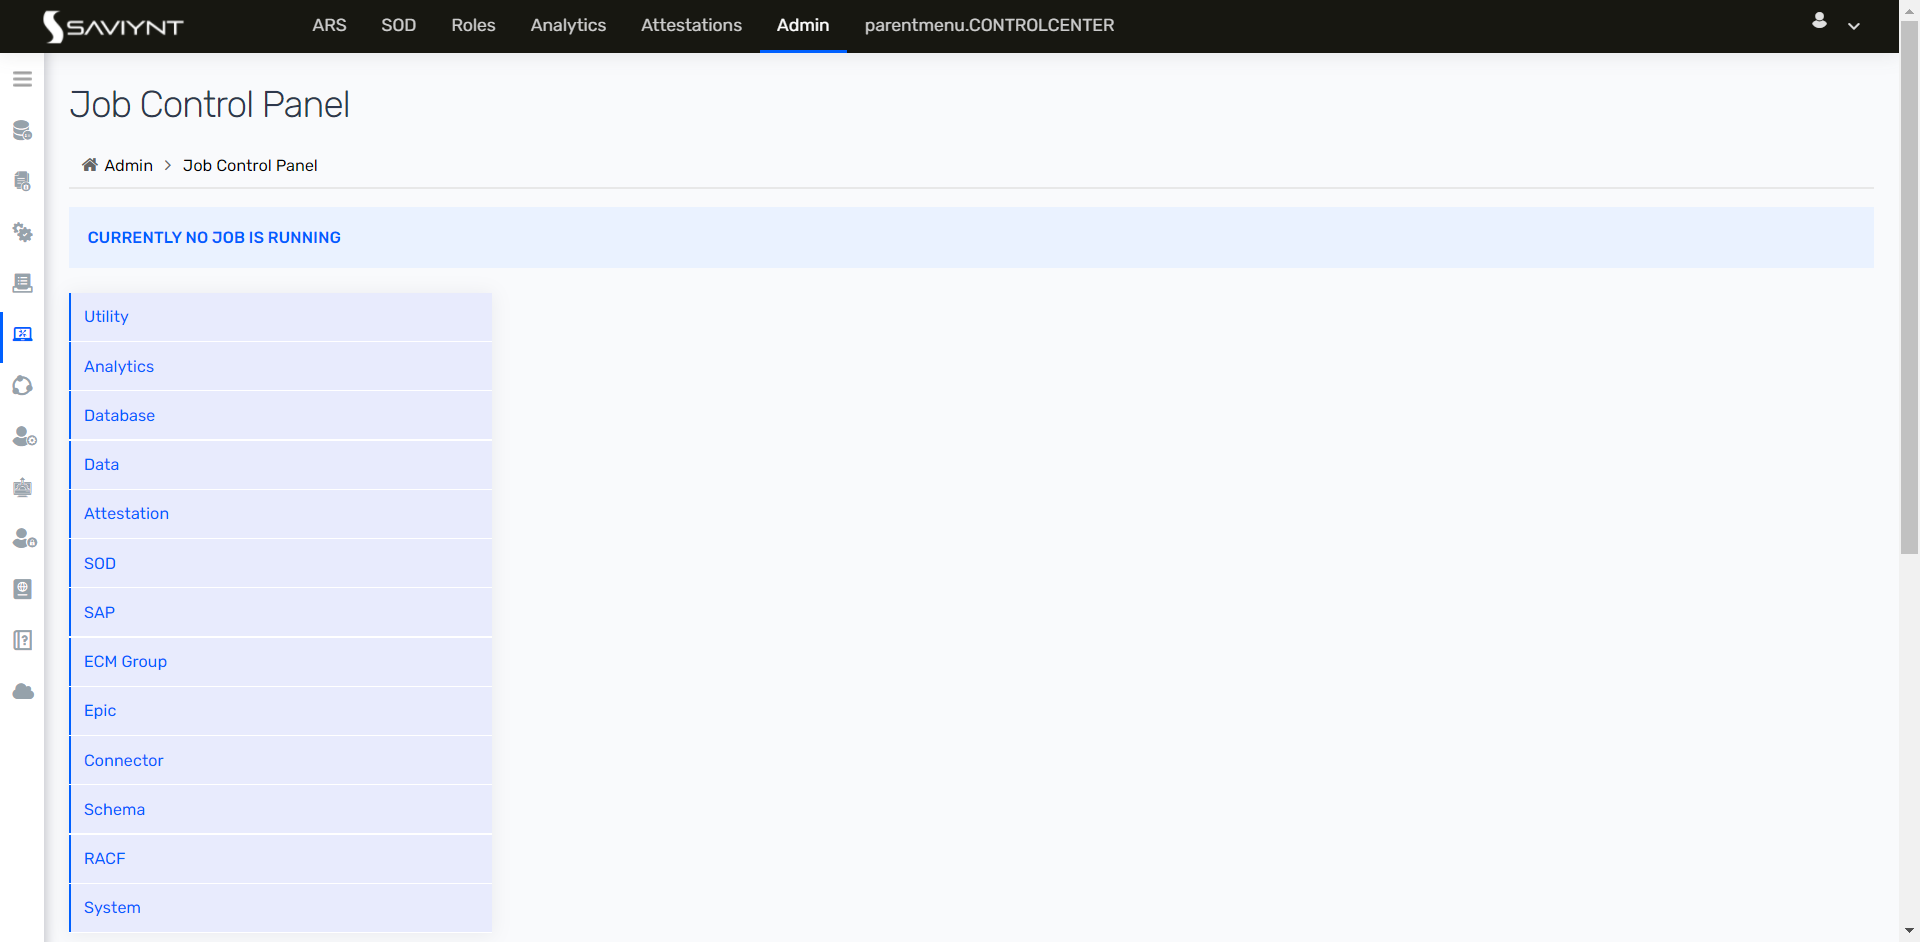 SAVIYNT
ARS SOD Roles Analytics Attestations Admin parentmenu.CONTROLCENTER
Job Control Panel
Admin > Job Control Panel
CURRENTLY NO JOB IS RUNNING
Utility
Analytics
Database
Data
Attestation
SOD
SAP
ECM Group
Epic
Connector
Schema
RACF
System